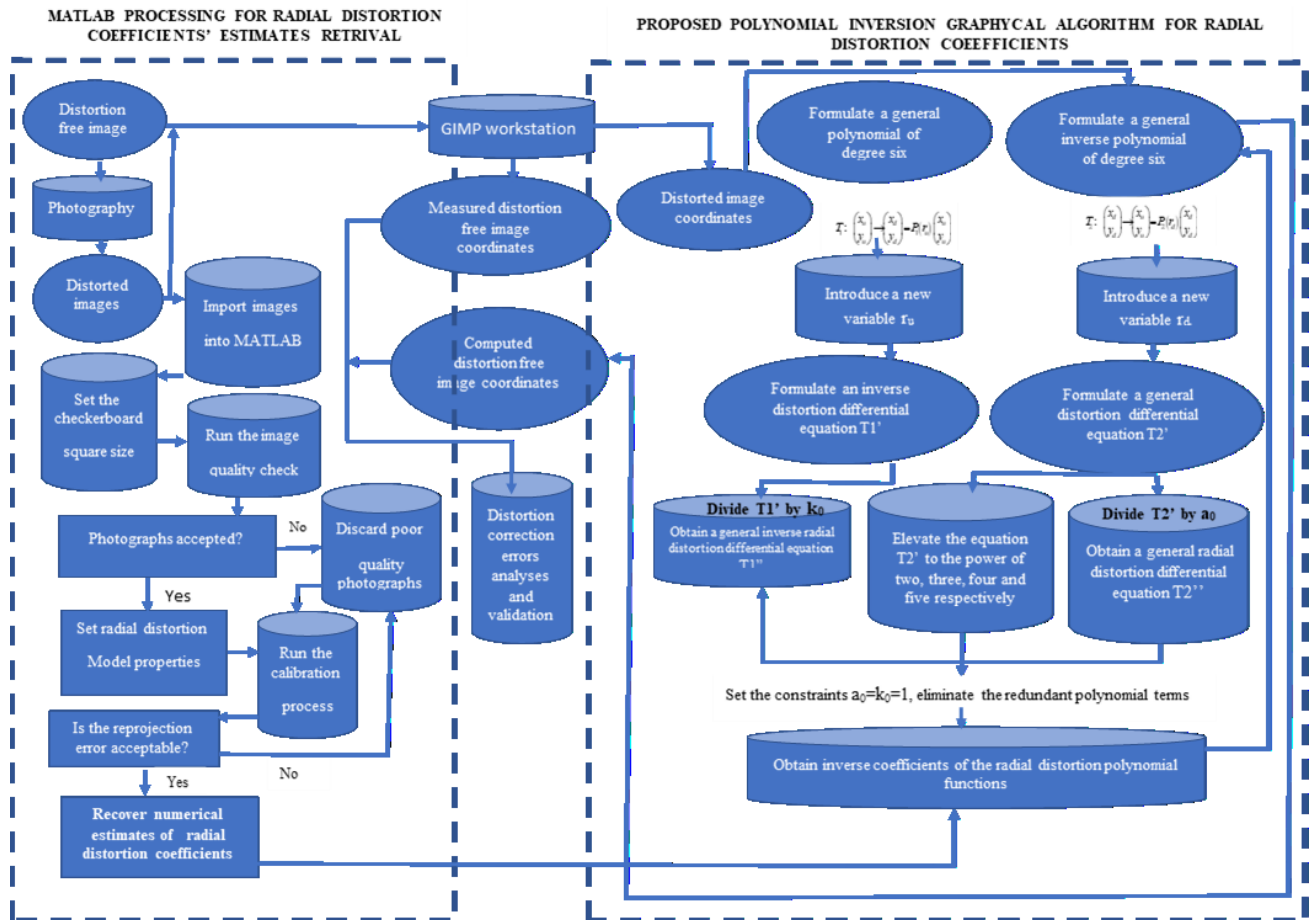 MATLAB PROCESSING FOR RADIAL DISTORTION
COEFFICIENTS' ESTIMATES RETRIVAL
PROPOSED POLYNOMIAL INVERSION GRAPHYCAL ALGORITHM FOR RADIAL
DISTORTION COEEFFICIENTS
Distortion
free image
Photography
Distorted
images
Import images
into MATLAB
Set the
checkerboard
square size
Run the image
quality check
Photographs accepted?
No
Discard poor
quality photographs
Yes
Set radial distortion
Model properties
Run the
calibration
process
Is the reprojection
error acceptable?
No
Yes
Recover numerical
estimates of radial
distortion coefficients
GIMP workstation
Measured distortion
free image
coordinates
Computed
distortion free
image coordinates
Distortion
correction
errors
analyses
and
validation
Distorted image
coordinates
Formulate a general
polynomial of
degree six
Formulate a general
inverse polynomial
of degree six
Introduce a new
variable rᵤ
Introduce a new
variable r_d
Formulate an inverse
distortion differential
equation T1'
Formulate a general
distortion differential
equation T2'
Divide T1' by k₀
Obtain a general inverse radial
distortion differential equation
T1''
Elevate the equation
T2' to the power of
two, three, four and
five respectively
Divide T2' by a₀
Obtain a general radial
distortion differential
equation T2''
Set the constraints a₀=k₀=1, eliminate the redundant polynomial terms
Obtain inverse coefficients of the radial distortion polynomial
functions